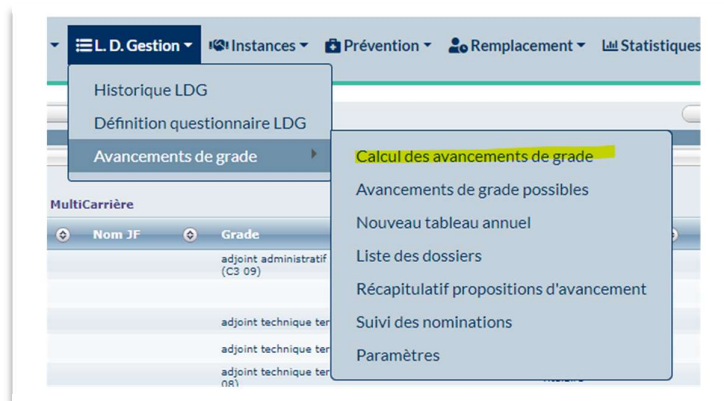 L. D. Gestion Instances Prévention Remplacement Statistiques
Historique LDG
Définition questionnaire LDG
Avancements de grade
Calcul des avancements de grade
Avancements de grade possibles
Nouveau tableau annuel
Liste des dossiers
Récapitulatif propositions d'avancement
Suivi des nominations
Paramètres
MultiCarrière
Nom JF Grade
adjoint administratif
(C3 09)
adjoint technique ter
adjoint technique ter
adjoint technique ter
08)